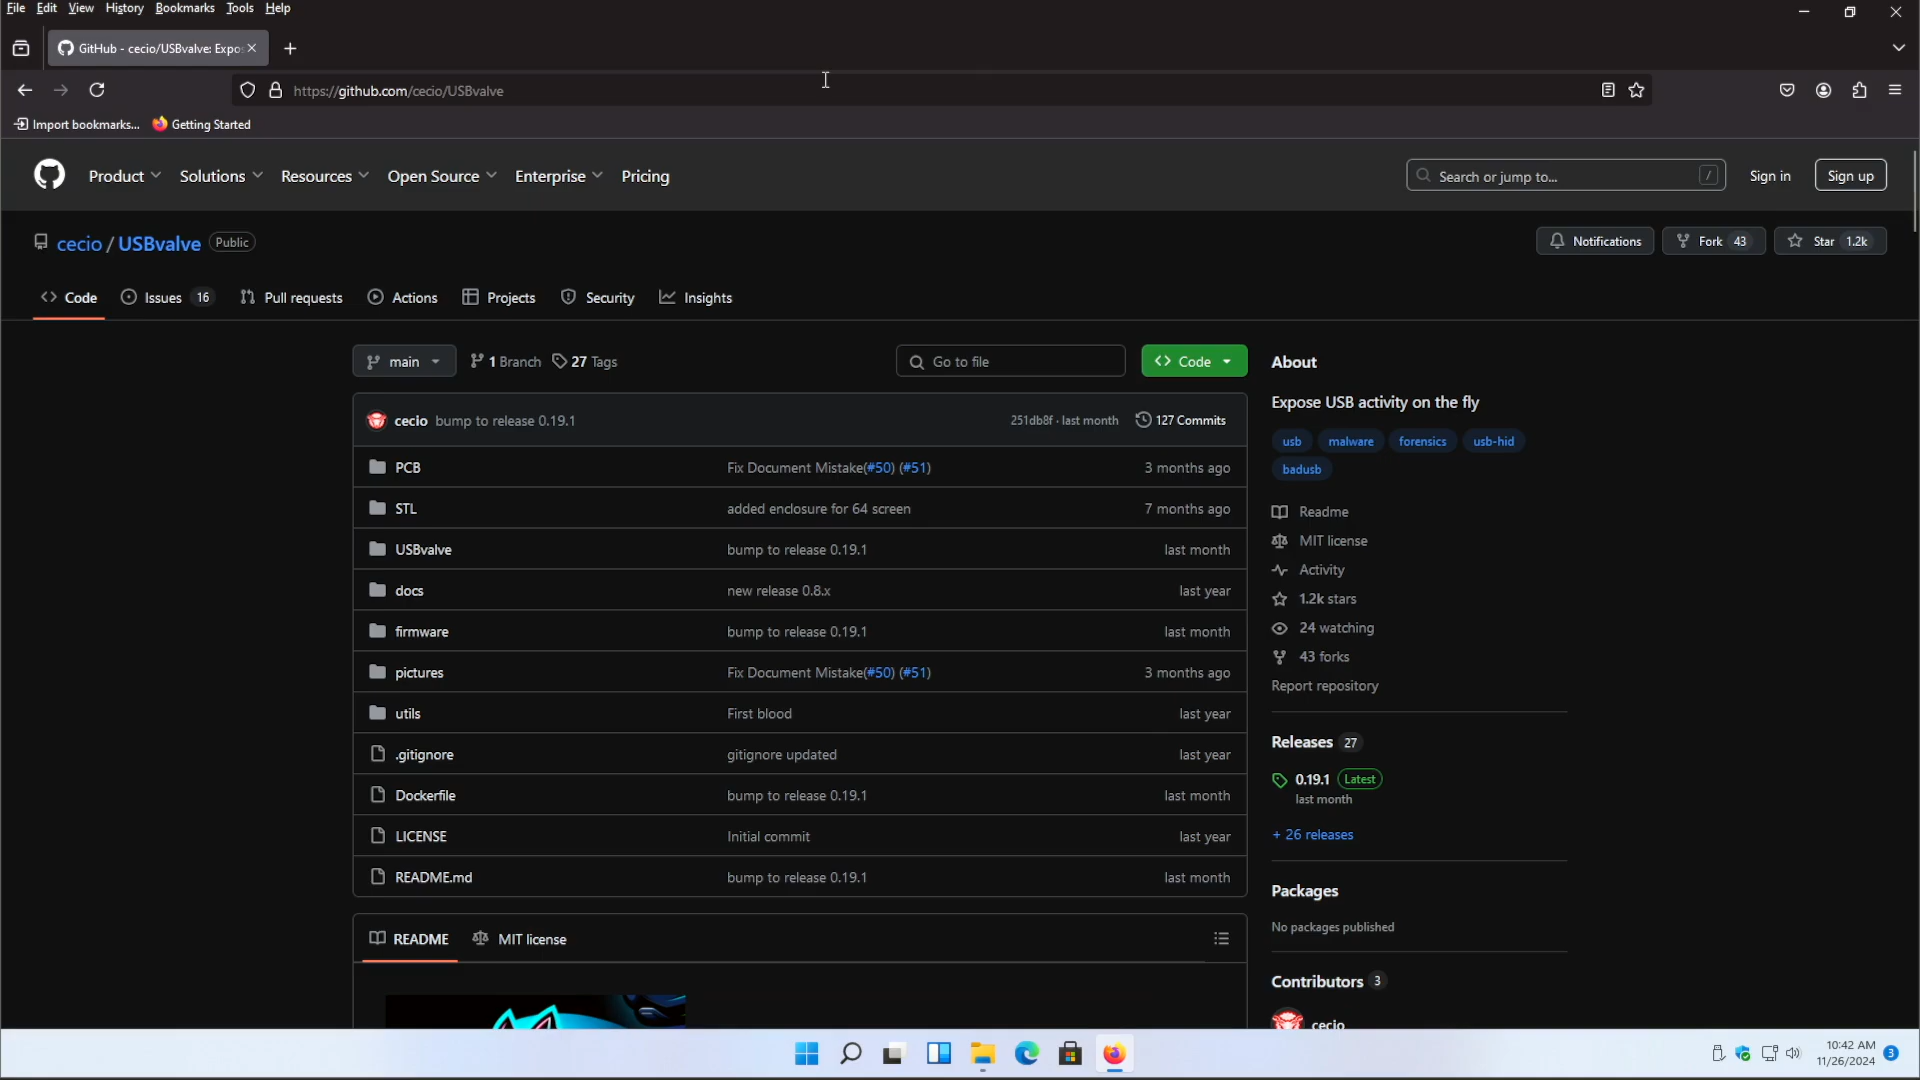 File Edit View History Bookmarks Tools Help
GitHub - cecio/USBvalve: Expo
https://github.com/cecio/USBvalve
Import bookmarks... Getting Started
Product Solutions Resources Open Source Enterprise Pricing Search or jump to... / Sign in Sign up
cecio / USBvalve Public Notifications Fork 43 Star 1.2k
Code Issues 16 Pull requests Actions Projects Security Insights
main 1 Branch 27 Tags Go to file Code
cecio bump to release 0.19.1 251db8f · last month 127 Commits
PCB Fix Document Mistake(#50) (#51) 3 months ago
STL added enclosure for 64 screen 7 months ago
USBvalve bump to release 0.19.1 last month
docs new release 0.8.x last year
firmware bump to release 0.19.1 last month
pictures Fix Document Mistake(#50) (#51) 3 months ago
utils First blood last year
.gitignore gitignore updated last year
Dockerfile bump to release 0.19.1 last month
LICENSE Initial commit last year
README.md bump to release 0.19.1 last month
README MIT license
About
Expose USB activity on the fly
usb malware forensics usb-hid
badusb
Readme
MIT license
Activity
1.2k stars
24 watching
43 forks
Report repository
Releases 27
0.19.1 Latest
last month
+ 26 releases
Packages
No packages published
Contributors 3
cecio
10:42 AM
11/26/2024 3